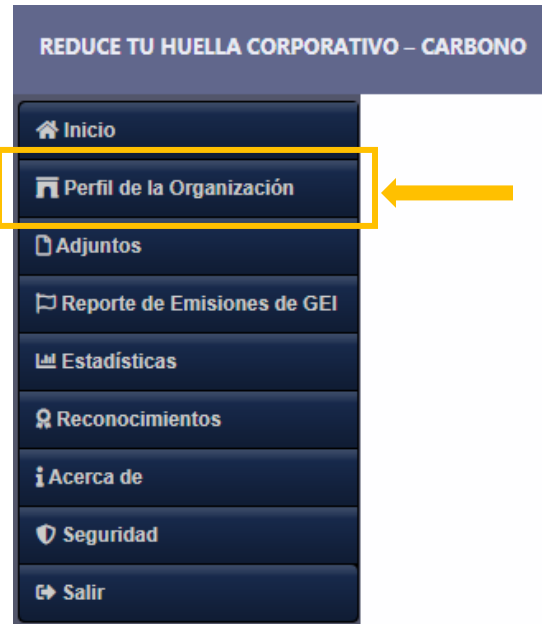 REDUCE TU HUELLA CORPORATIVO – CARBONO
Inicio
Perfil de la Organización
Adjuntos
Reporte de Emisiones de GEI
Estadísticas
Reconocimientos
Acerca de
Seguridad
Salir